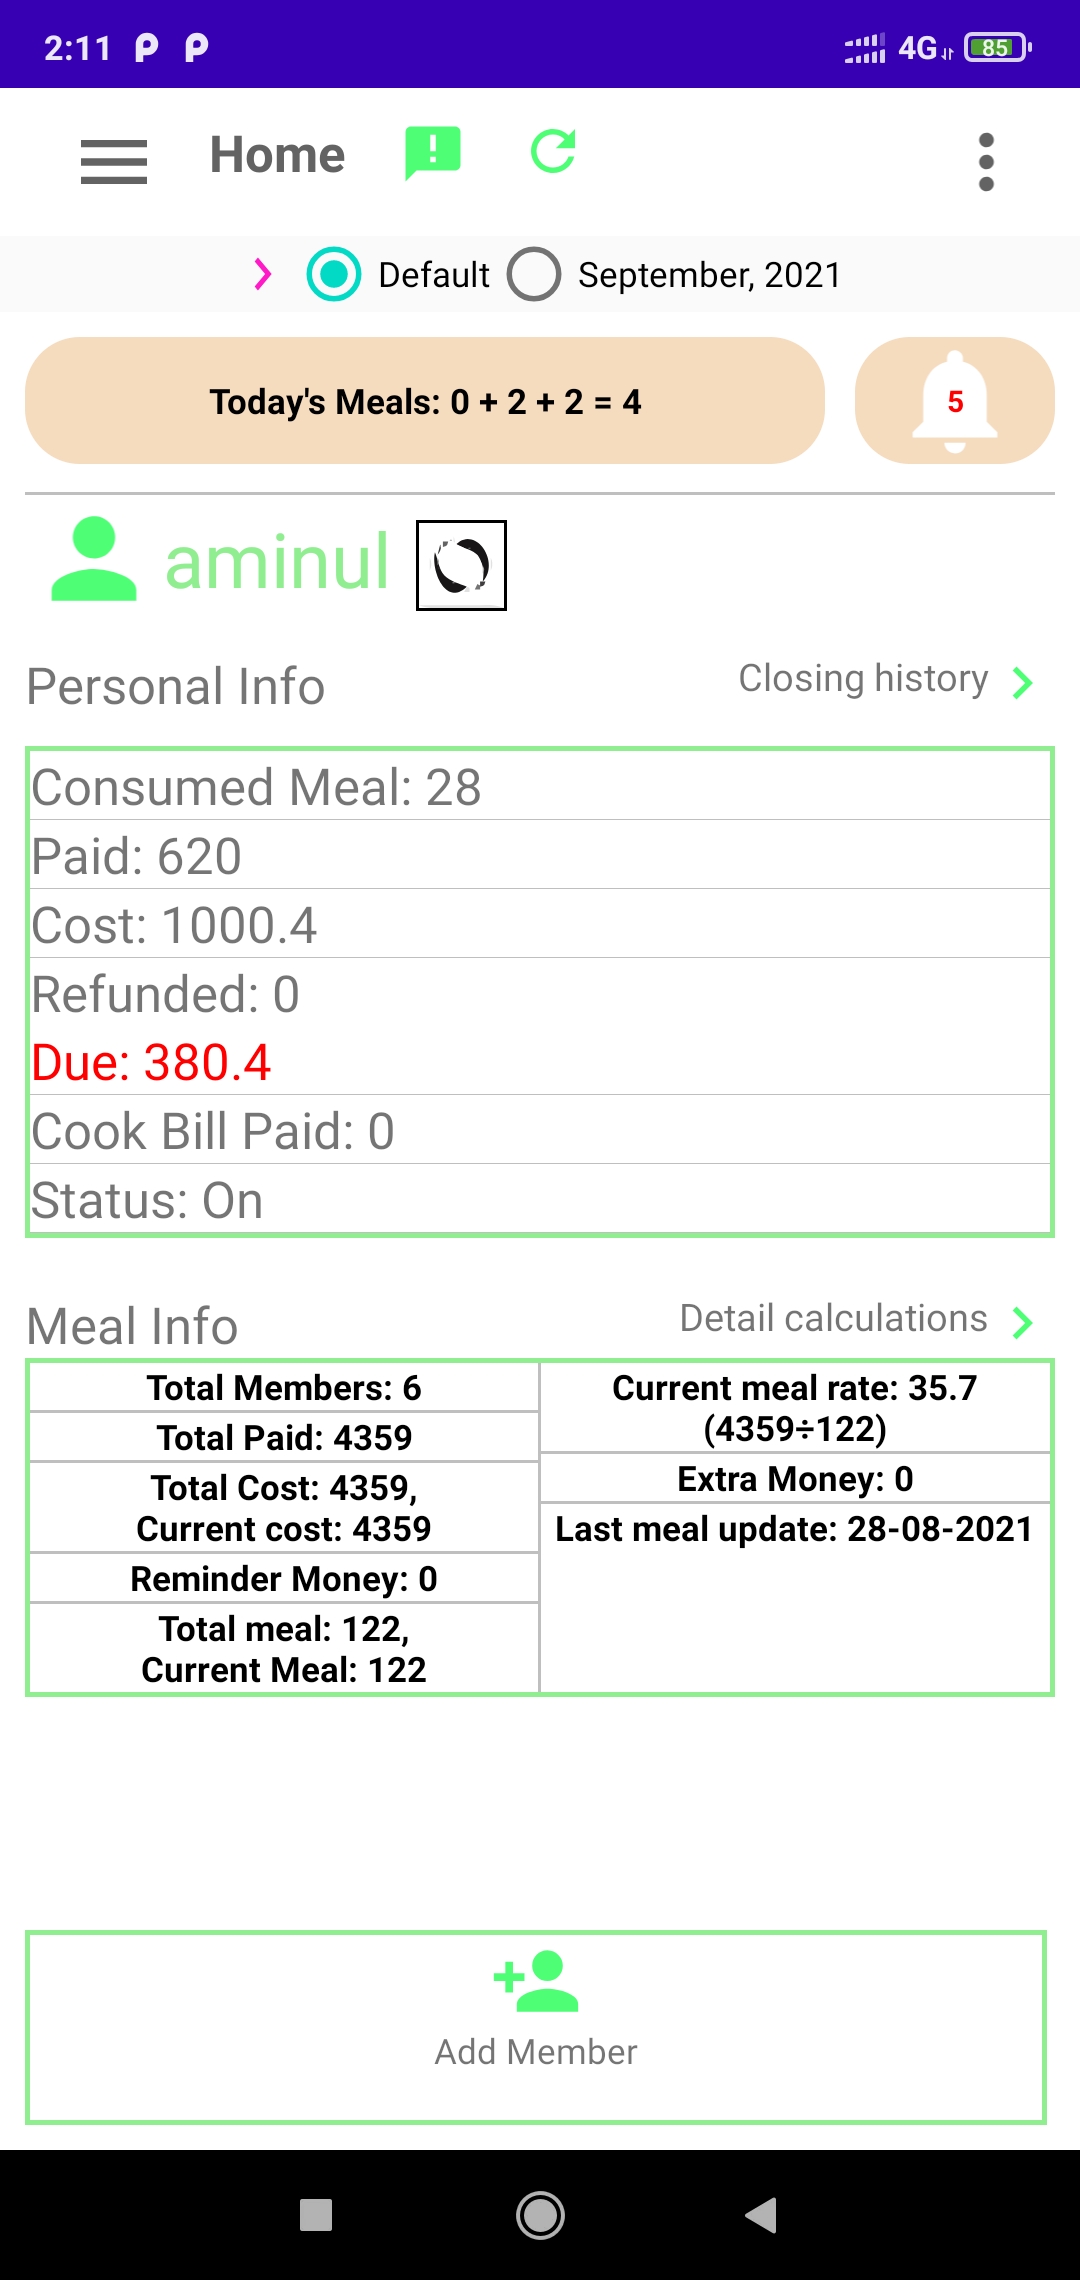 2:11
4G
85
Home
Default
September, 2021
Today's Meals: 0 + 2 + 2 = 4
5
aminul
Personal Info
Closing history
Consumed Meal: 28
Paid: 620
Cost: 1000.4
Refunded: 0
Due: 380.4
Cook Bill Paid: 0
Status: On
Meal Info
Detail calculations
Total Members: 6
Total Paid: 4359
Total Cost: 4359,
Current cost: 4359
Reminder Money: 0
Total meal: 122,
Current Meal: 122
Current meal rate: 35.7
(4359÷122)
Extra Money: 0
Last meal update: 28-08-2021
Add Member